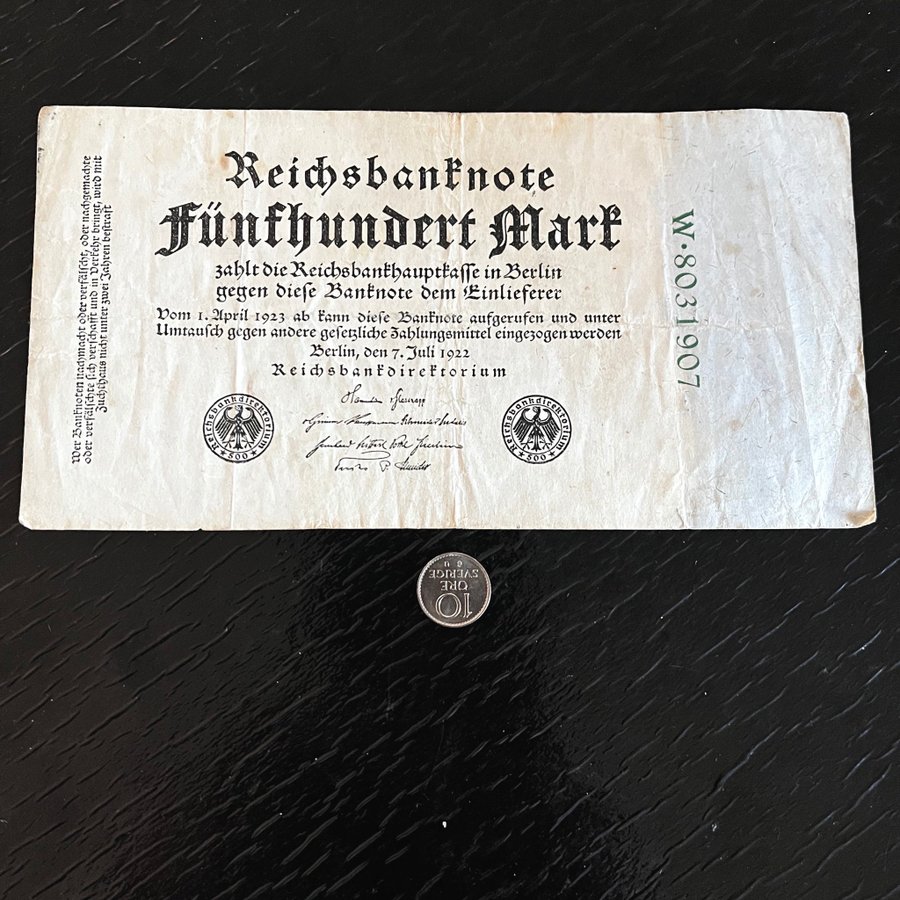 Reichsbanknote
Fünfhundert Mark
zahlt die Reichsbankhauptkasse in Berlin
gegen diese Banknote dem Einlieferer
Vom 1. April 1923 ab kann diese Banknote aufgerufen und unter
Umtausch gegen andere gesetzliche Zahlungsmittel eingezogen werden
Berlin, den 7. Juli 1922
Reichsbankdirektorium
Reichsbankdirektorium
500
Reichsbankdirektorium
500
Wer Banknoten nachmacht oder verfälscht, oder nachgemachte
oder verfälschte sich verschafft und in Verkehr bringt, wird mit
Zuchthaus nicht unter zwei Jahren bestraft
W·8031907
10
ÖRE
SVERIGE
G U